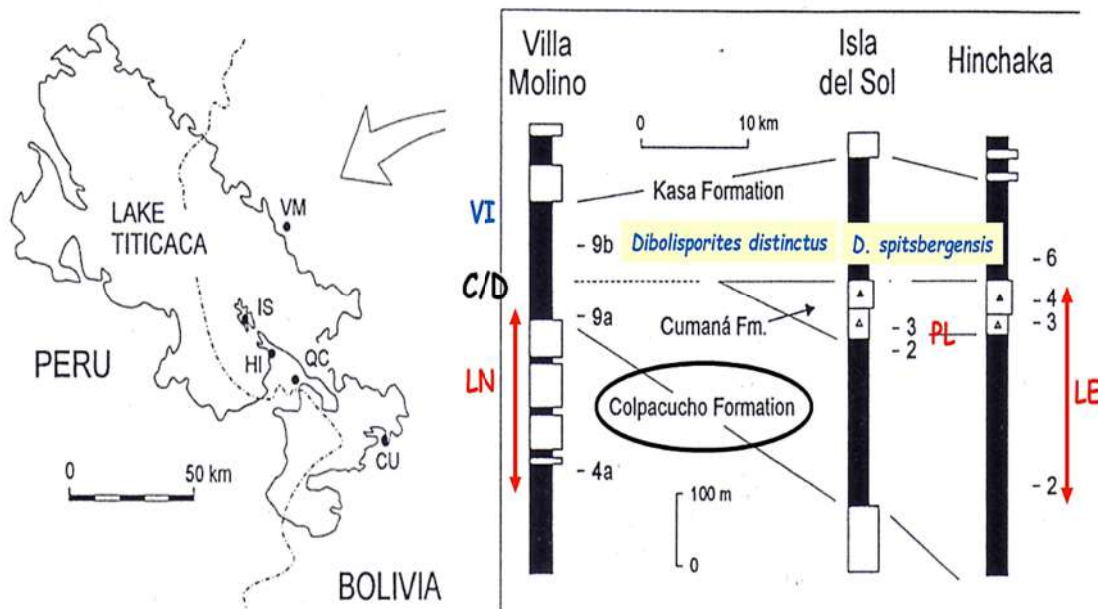 VM
LAKE
TITICACA
IS
HI
QC
CU
PERU
BOLIVIA
0
50 km
Villa
Molino
Isla
del Sol
Hinchaka
0
10 km
Kasa Formation
VI
- 9b
Dibolisporites distinctus
D. spitsbergensis
- 6
C/D
- 9a
Cumaná Fm.
- 3
- 2
PL
- 4
- 3
LN
Colpacucho Formation
LE
- 4a
- 2
100 m
0